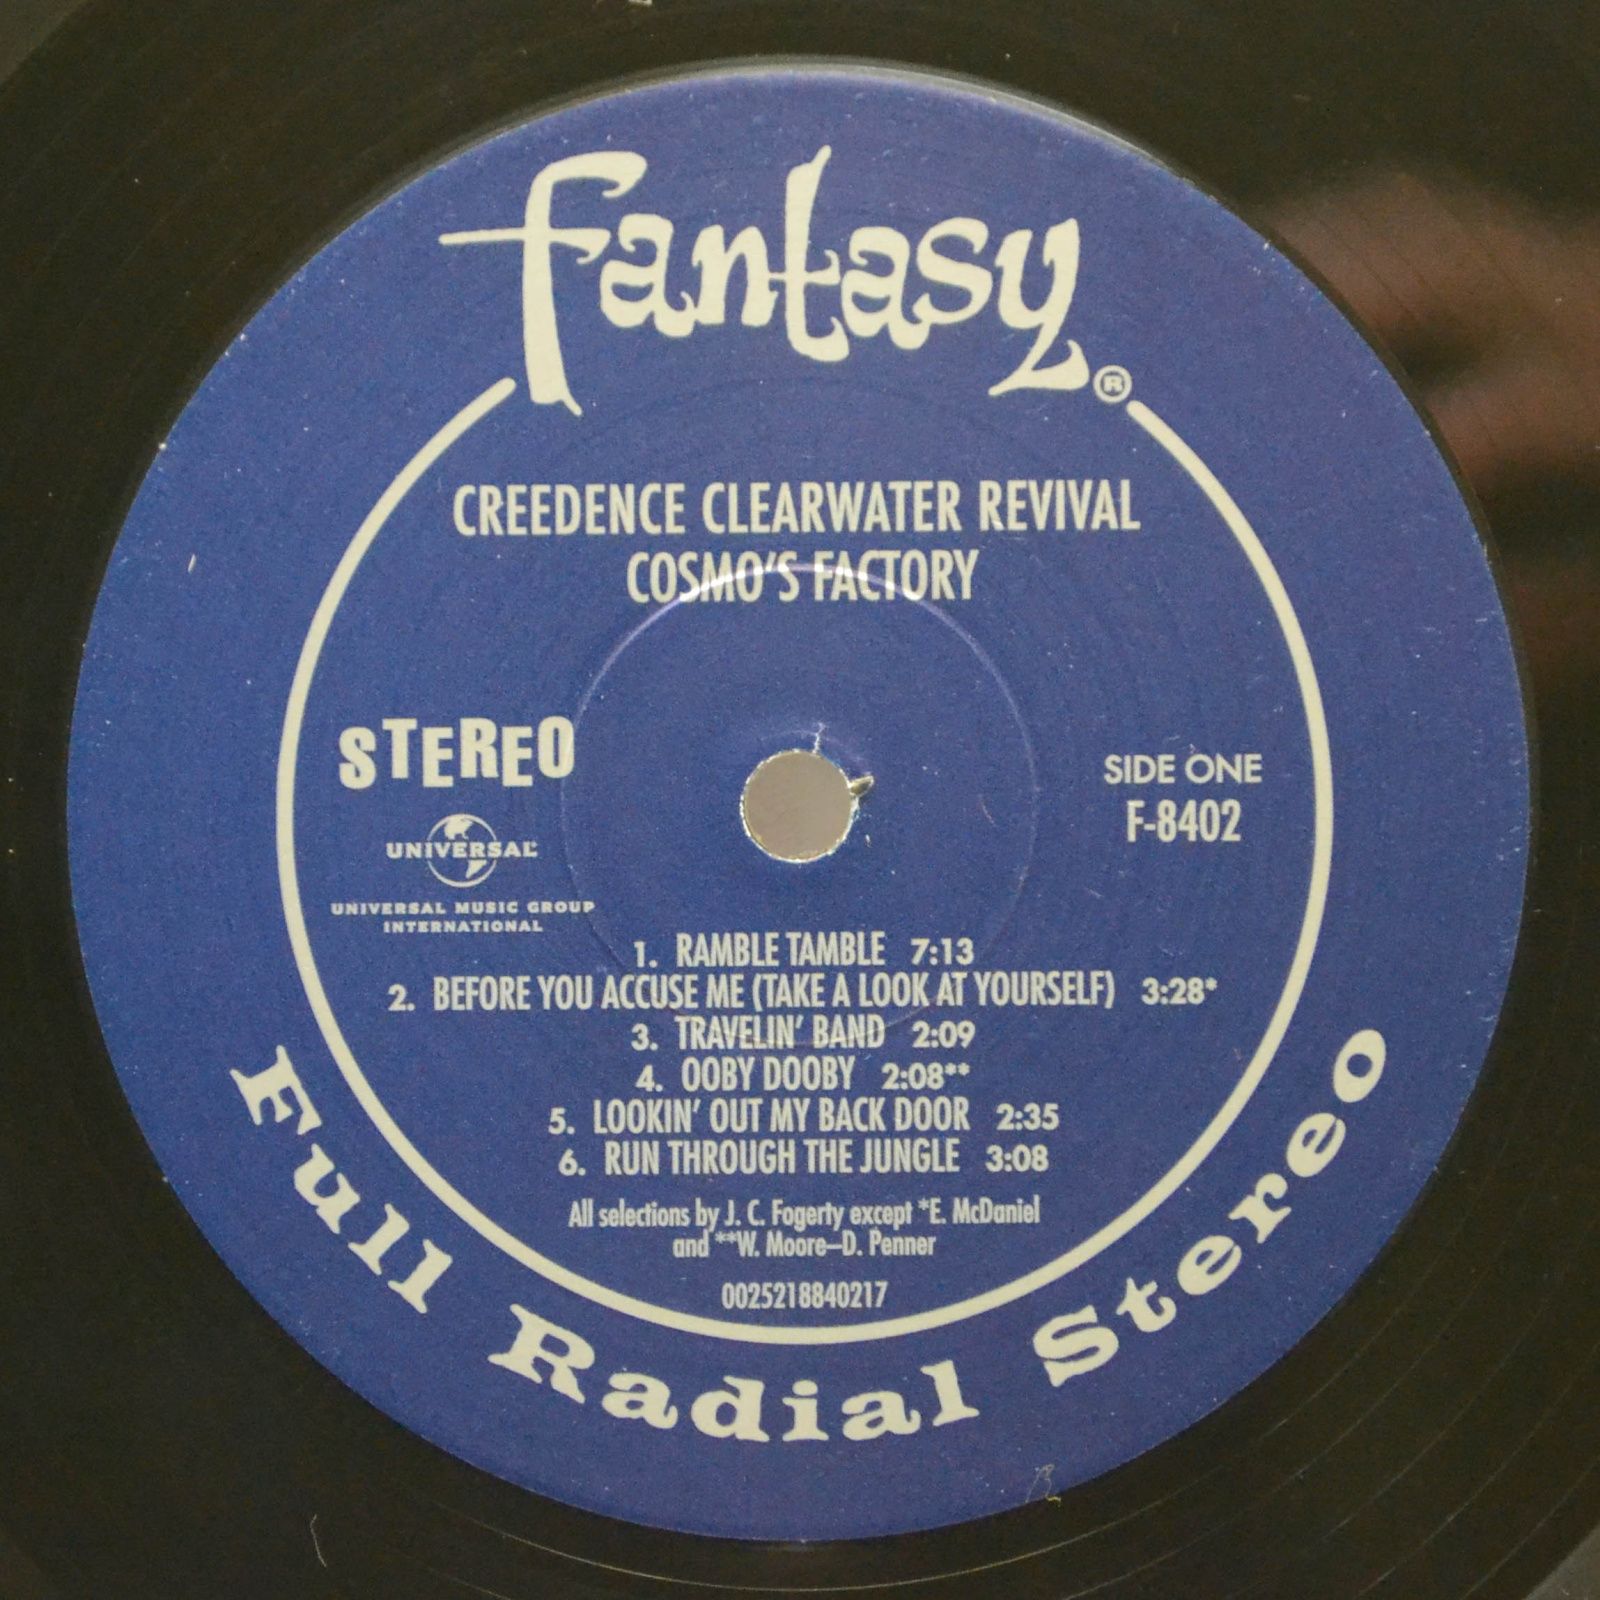 fantasy®
CREEDENCE CLEARWATER REVIVAL
COSMO'S FACTORY
STEREO
UNIVERSAL
UNIVERSAL MUSIC GROUP
INTERNATIONAL
SIDE ONE
F-8402
1. RAMBLE TAMBLE 7:13
2. BEFORE YOU ACCUSE ME (TAKE A LOOK AT YOURSELF) 3:28*
3. TRAVELIN' BAND 2:09
4. OOBY DOOBY 2:08**
5. LOOKIN' OUT MY BACK DOOR 2:35
6. RUN THROUGH THE JUNGLE 3:08
All selections by J. C. Fogerty except *E. McDaniel
and **W. Moore–D. Penner
0025218840217
Full Radial Stereo